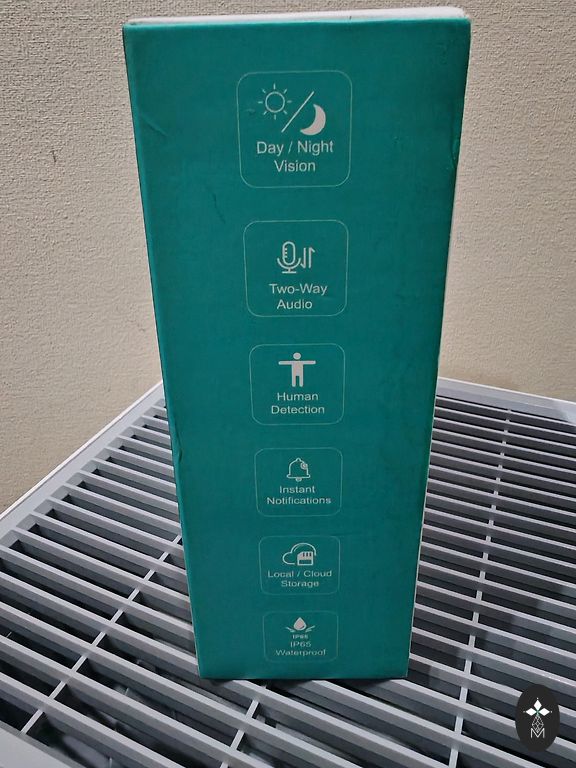 Day / Night
Vision
Two-Way
Audio
Human
Detection
Instant
Notifications
Local / Cloud
Storage
IP65
IP65
Waterproof